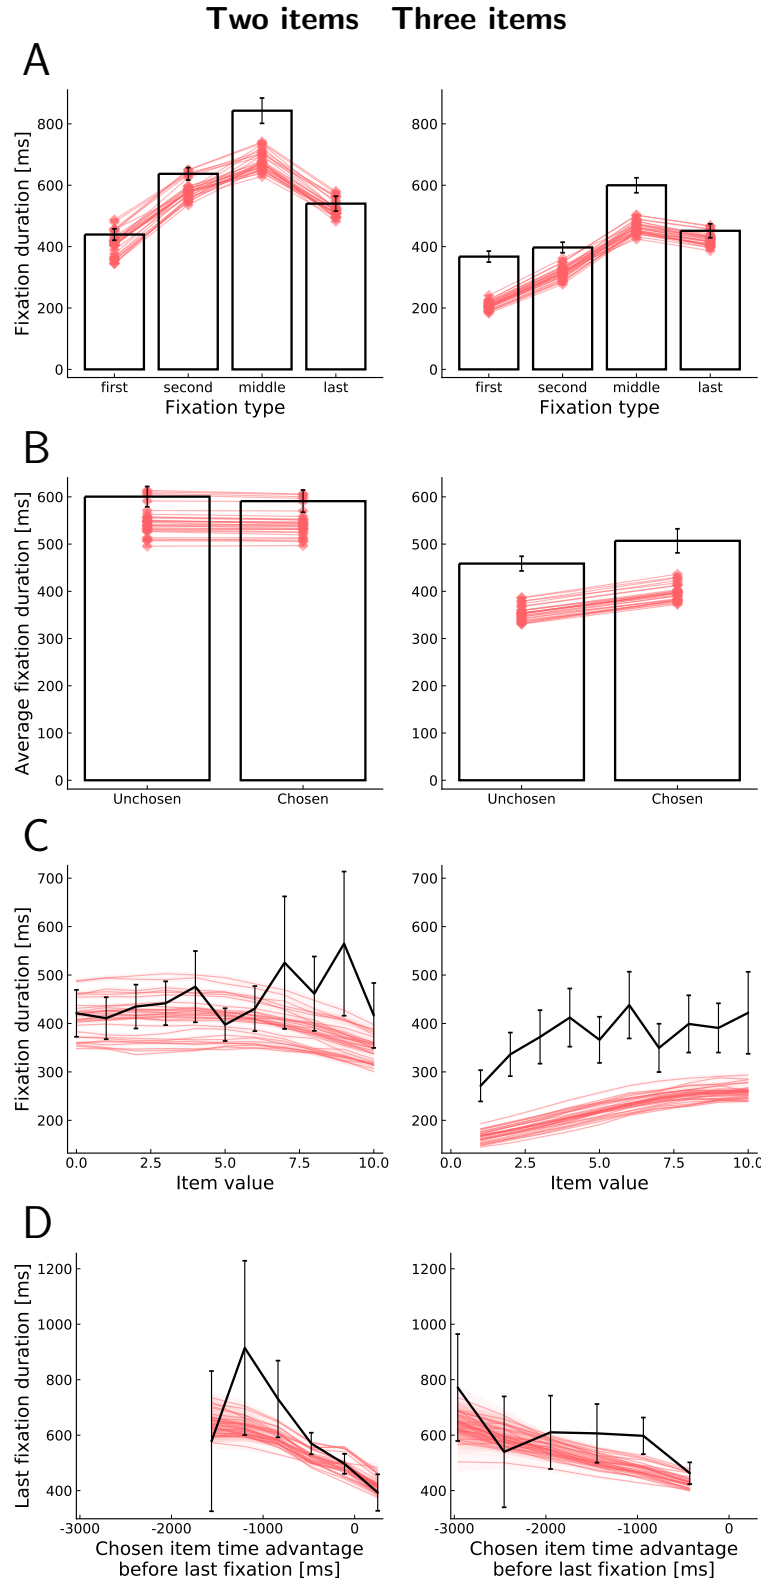 Two items Three items
A
Fixation duration [ms]
800
600
400
200
0
first second middle last
Fixation type
800
600
400
200
0
first second middle last
Fixation type
B
Average fixation duration [ms]
600
500
400
300
200
100
0
Unchosen Chosen
600
500
400
300
200
100
0
Unchosen Chosen
C
Fixation duration [ms]
700
600
500
400
300
200
0.0 2.5 5.0 7.5 10.0
Item value
700
600
500
400
300
200
0.0 2.5 5.0 7.5 10.0
Item value
D
Last fixation duration [ms]
1200
1000
800
600
400
-3000 -2000 -1000 0
Chosen item time advantage
before last fixation [ms]
1200
1000
800
600
400
-3000 -2000 -1000 0
Chosen item time advantage
before last fixation [ms]